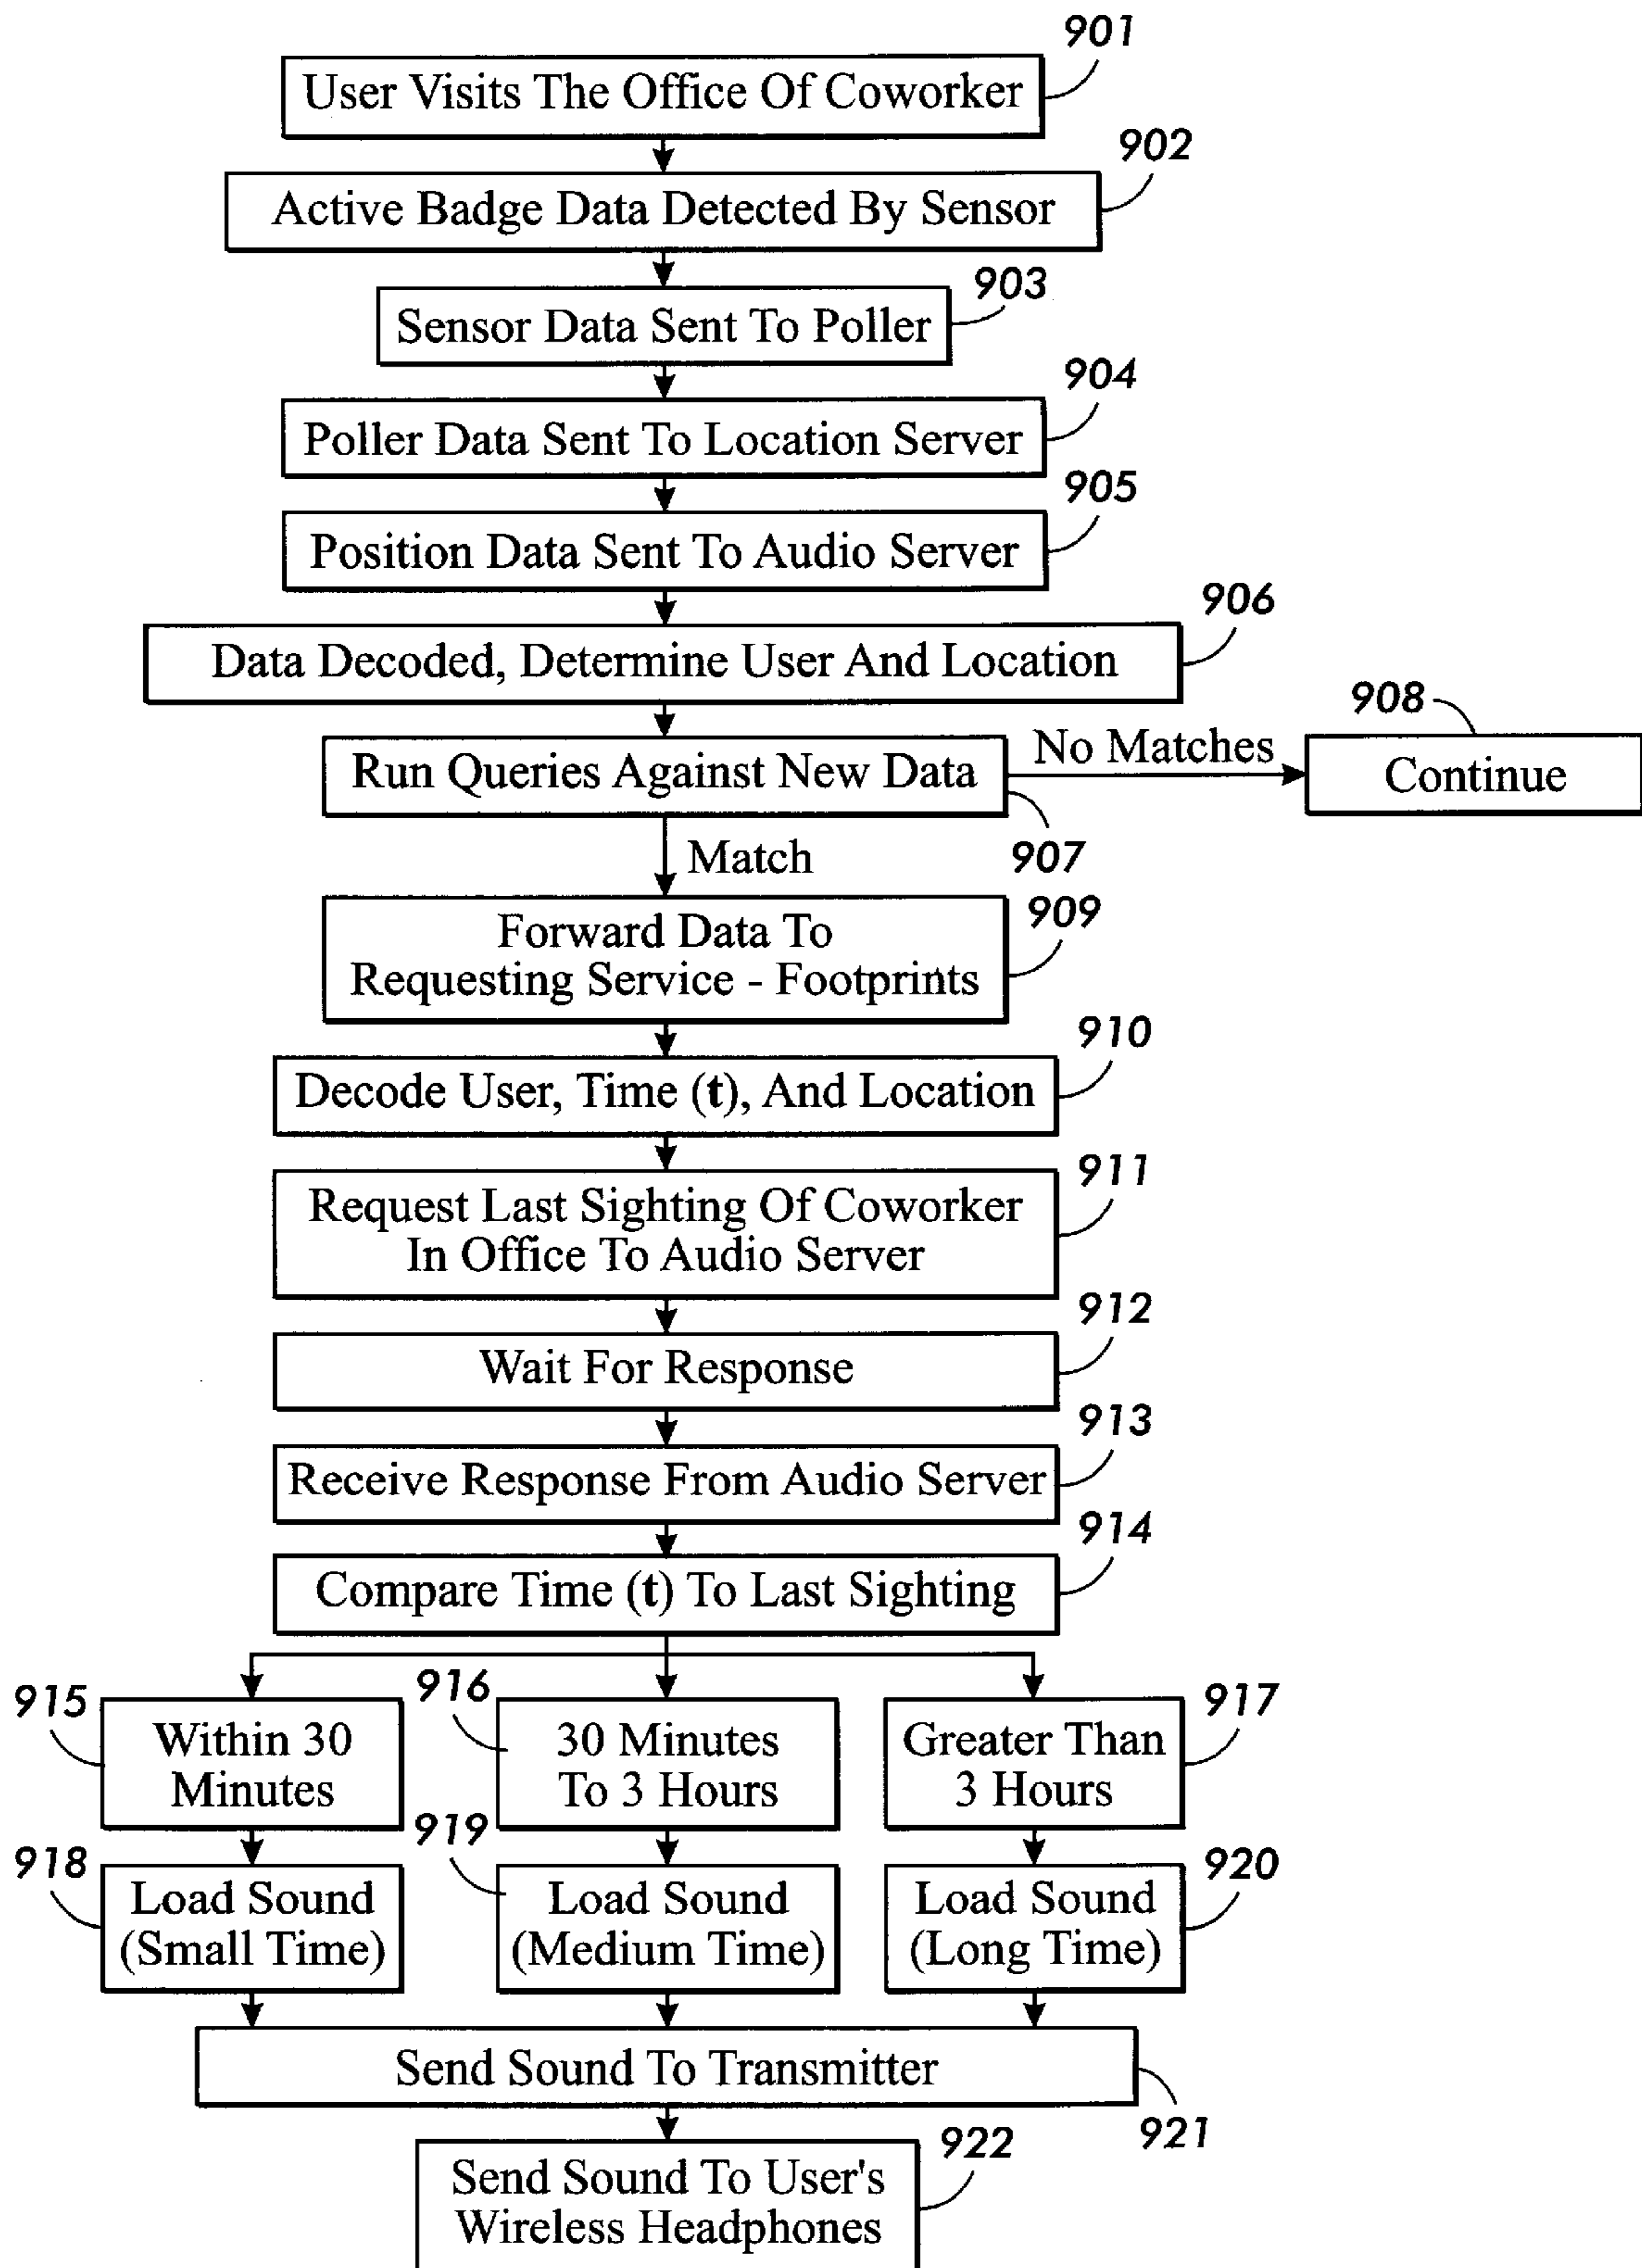 901
User Visits The Office Of Coworker
902
Active Badge Data Detected By Sensor
903
Sensor Data Sent To Poller
904
Poller Data Sent To Location Server
905
Position Data Sent To Audio Server
906
Data Decoded, Determine User And Location
908
Run Queries Against New Data
No Matches
Continue
907
Match
909
Forward Data To
Requesting Service - Footprints
910
Decode User, Time (t), And Location
911
Request Last Sighting Of Coworker
In Office To Audio Server
912
Wait For Response
913
Receive Response From Audio Server
914
Compare Time (t) To Last Sighting
915
Within 30
Minutes
916
30 Minutes
To 3 Hours
917
Greater Than
3 Hours
918
Load Sound
(Small Time)
919
Load Sound
(Medium Time)
920
Load Sound
(Long Time)
Send Sound To Transmitter
921
922
Send Sound To User's
Wireless Headphones